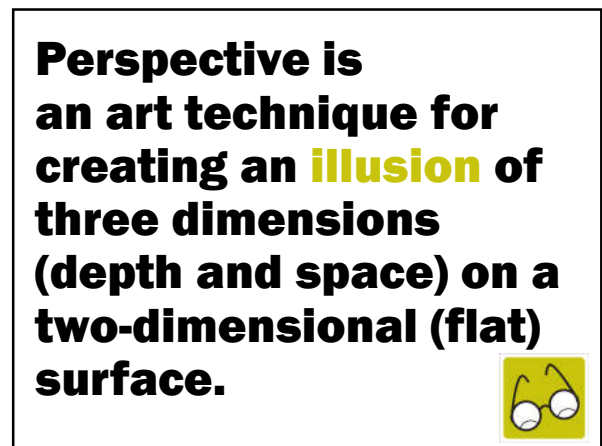 Perspective is
an art technique for
creating an illusion of
three dimensions
(depth and space) on a
two-dimensional (flat)
surface.